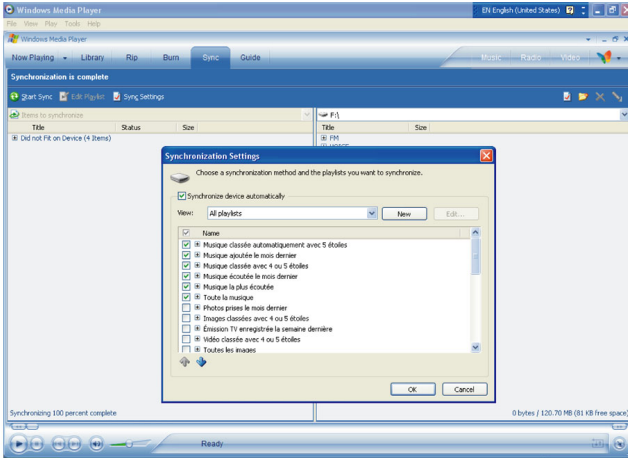 Windows Media Player
EN English (United States)
File View Play Tools Help
Windows Media Player
Now Playing Library Rip Burn Sync Guide Music Radio Video
Synchronization is complete
Start Sync Edit Playlist Sync Settings
Items to synchronize
F:\
Title Status Size
Title Size
Did not Fit on Device (4 Items)
FM
VOICE
Synchronization Settings
Choose a synchronization method and the playlists you want to synchronize.
Synchronize device automatically
View: All playlists New Edit...
Name
Musique classée automatiquement avec 5 étoiles
Musique ajoutée le mois dernier
Musique classée avec 4 ou 5 étoiles
Musique écoutée le mois dernier
Musique la plus écoutée
Toute la musique
Photos prises le mois dernier
Images classées avec 4 ou 5 étoiles
Émission TV enregistrée la semaine dernière
Vidéo classée avec 4 ou 5 étoiles
Toutes les images
OK Cancel
Synchronizing 100 percent complete
0 bytes / 120.70 MB (81 KB free space)
Ready